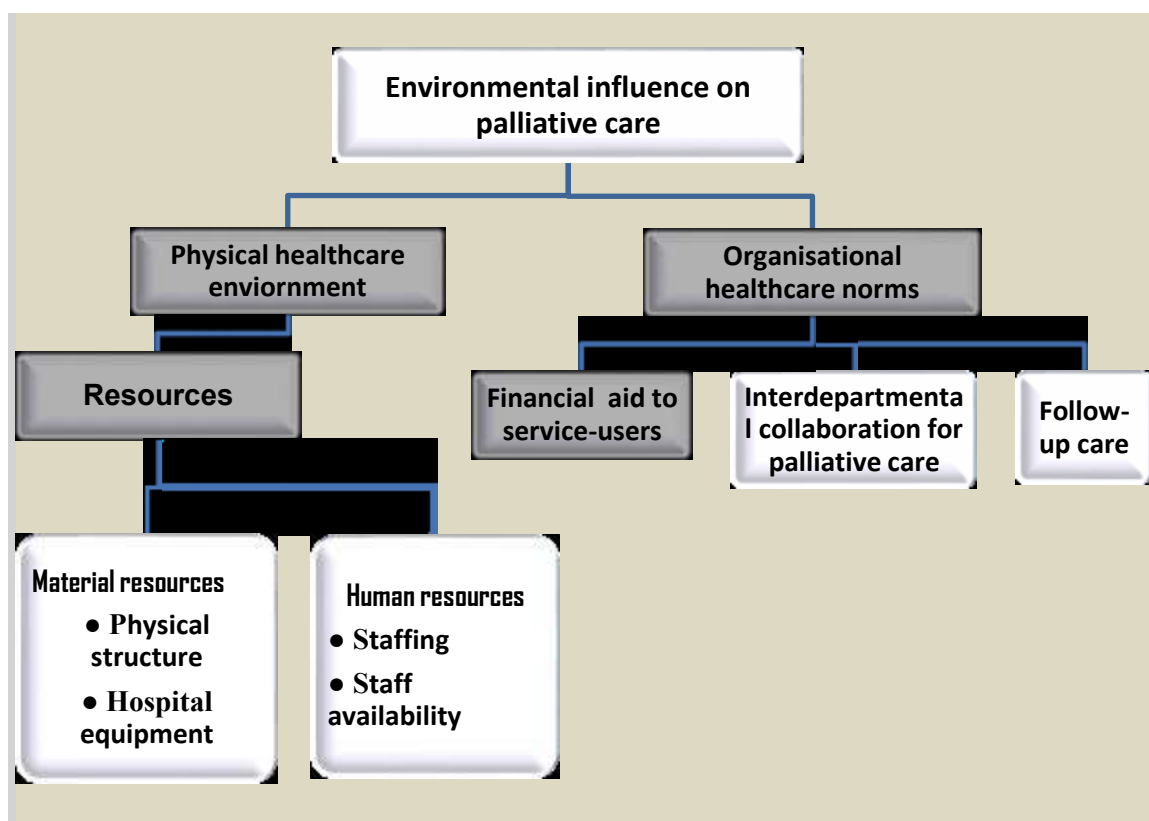 Environmental influence on
palliative care
Physical healthcare
enviornment
Organisational
healthcare norms
Resources
Financial aid to
service-users
Interdepartmenta
l collaboration for
palliative care
Follow-
up care
Material resources
● Physical
structure
● Hospital
equipment
Human resources
● Staffing
● Staff
availability